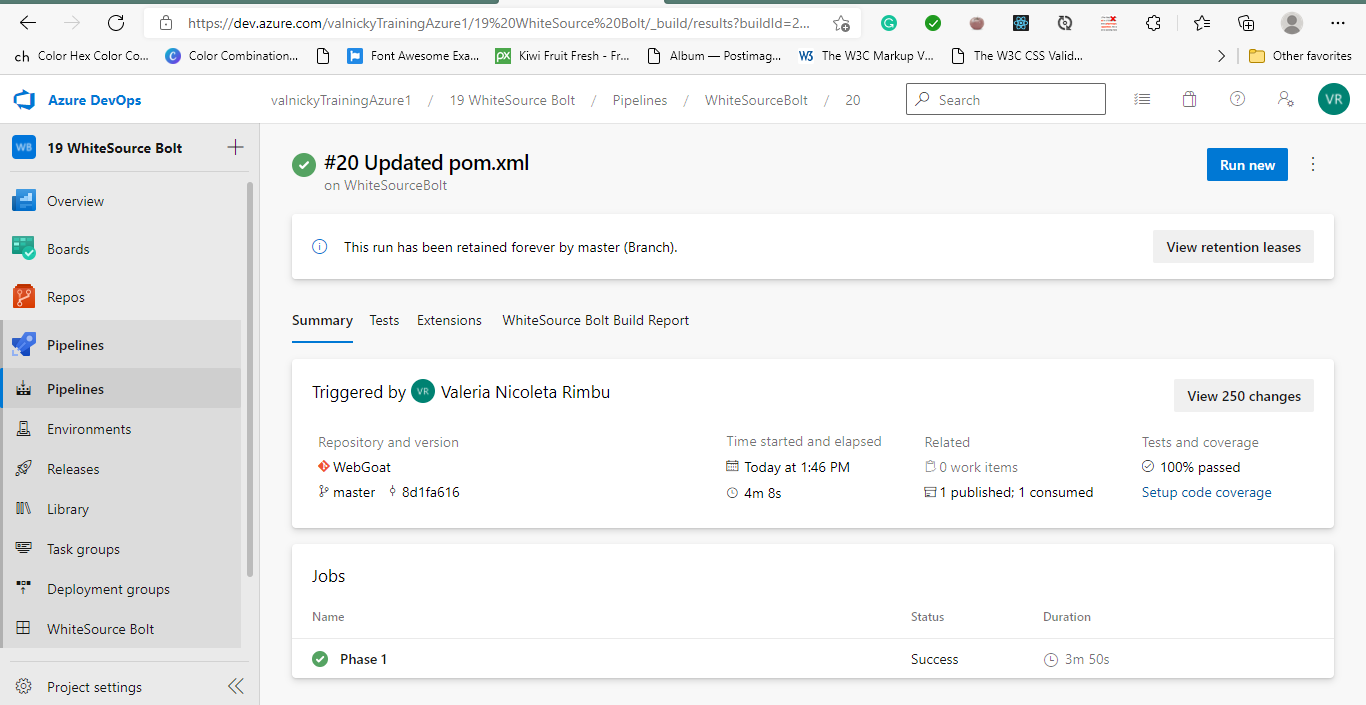 https://dev.azure.com/valnickyTrainingAzure1/19%20WhiteSource%20Bolt/_build/results?buildId=2...
ch Color Hex Color Co... C Color Combination... Font Awesome Exa... px Kiwi Fruit Fresh - Fr... Album — Postimag... W3 The W3C Markup V... The W3C CSS Valid... Other favorites
Azure DevOps valnickyTrainingAzure1 / 19 WhiteSource Bolt / Pipelines / WhiteSourceBolt / 20 Search VR
WB 19 WhiteSource Bolt
Overview
Boards
Repos
Pipelines
Pipelines
Environments
Releases
Library
Task groups
Deployment groups
WhiteSource Bolt
Project settings
#20 Updated pom.xml
on WhiteSourceBolt
Run new
This run has been retained forever by master (Branch).
View retention leases
Summary Tests Extensions WhiteSource Bolt Build Report
Triggered by VR Valeria Nicoleta Rimbu
View 250 changes
Repository and version
WebGoat
master 8d1fa616
Time started and elapsed
Today at 1:46 PM
4m 8s
Related
0 work items
1 published; 1 consumed
Tests and coverage
100% passed
Setup code coverage
Jobs
Name Status Duration
Phase 1 Success 3m 50s